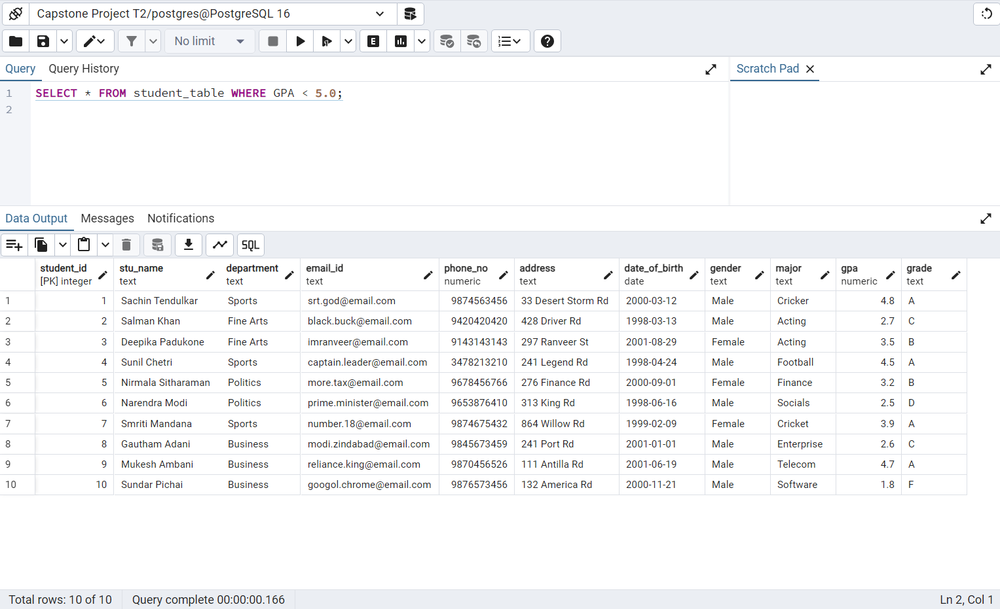 Capstone Project T2/postgres@PostgreSQL 16
No limit
E
Query Query History Scratch Pad
1 SELECT * FROM student_table WHERE GPA < 5.0;
2
Data Output Messages Notifications
SQL
student_id stu_name department email_id phone_no address date_of_birth gender major gpa grade
[PK] integer text text text numeric text date text text numeric text
1 1 Sachin Tendulkar Sports srt.god@email.com 9874563456 33 Desert Storm Rd 2000-03-12 Male Cricker 4.8 A
2 2 Salman Khan Fine Arts black.buck@email.com 9420420420 428 Driver Rd 1998-03-13 Male Acting 2.7 C
3 3 Deepika Padukone Fine Arts imranveer@email.com 9143143143 297 Ranveer St 2001-08-29 Female Acting 3.5 B
4 4 Sunil Chetri Sports captain.leader@email.com 3478213210 241 Legend Rd 1998-04-24 Male Football 4.5 A
5 5 Nirmala Sitharaman Politics more.tax@email.com 9678456766 276 Finance Rd 2000-09-01 Female Finance 3.2 B
6 6 Narendra Modi Politics prime.minister@email.com 9653876410 313 King Rd 1998-06-16 Male Socials 2.5 D
7 7 Smriti Mandana Sports number.18@email.com 9874675432 864 Willow Rd 1999-02-09 Female Cricket 3.9 A
8 8 Gautham Adani Business modi.zindabad@email.com 9845673459 241 Port Rd 2001-01-01 Male Enterprise 2.6 C
9 9 Mukesh Ambani Business reliance.king@email.com 9870456526 111 Antilla Rd 2001-06-19 Male Telecom 4.7 A
10 10 Sundar Pichai Business googol.chrome@email.com 9876573456 132 America Rd 2000-11-21 Male Software 1.8 F
Total rows: 10 of 10 Query complete 00:00:00.166 Ln 2, Col 1